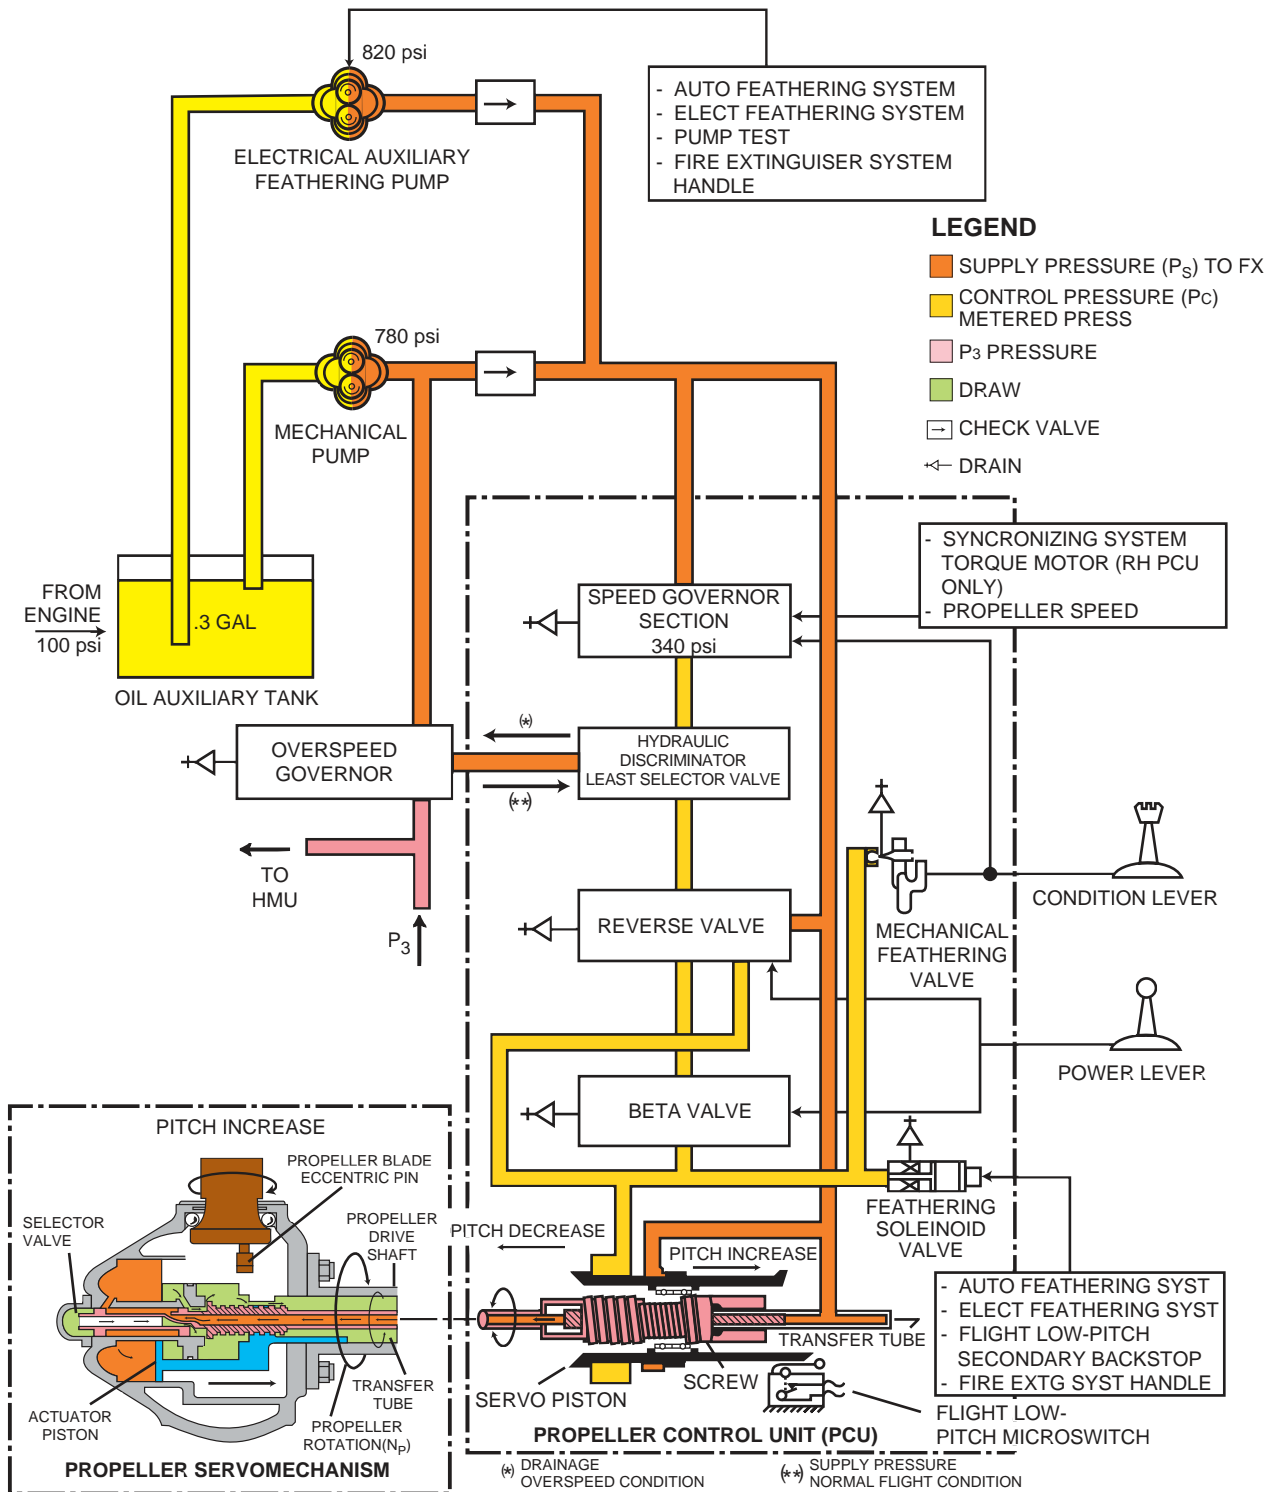 820 psi
- AUTO FEATHERING SYSTEM
- ELECT FEATHERING SYSTEM
- PUMP TEST
- FIRE EXTINGUISER SYSTEM
HANDLE
ELECTRICAL AUXILIARY
FEATHERING PUMP
LEGEND
SUPPLY PRESSURE (PS) TO FX
CONTROL PRESSURE (PC)
METERED PRESS
P3 PRESSURE
DRAW
CHECK VALVE
DRAIN
780 psi
MECHANICAL
PUMP
FROM
ENGINE
100 psi
.3 GAL
OIL AUXILIARY TANK
- SYNCRONIZING SYSTEM
TORQUE MOTOR (RH PCU
ONLY)
- PROPELLER SPEED
SPEED GOVERNOR
SECTION
340 psi
OVERSPEED
GOVERNOR
(*)
(**)
HYDRAULIC
DISCRIMINATOR
LEAST SELECTOR VALVE
TO
HMU
P3
REVERSE VALVE
MECHANICAL
FEATHERING
VALVE
CONDITION LEVER
POWER LEVER
BETA VALVE
FEATHERING
SOLEINOID
VALVE
- AUTO FEATHERING SYST
- ELECT FEATHERING SYST
- FLIGHT LOW-PITCH
SECONDARY BACKSTOP
- FIRE EXTG SYST HANDLE
PITCH DECREASE
PITCH INCREASE
TRANSFER TUBE
SERVO PISTON
SCREW
FLIGHT LOW-
PITCH MICROSWITCH
PROPELLER CONTROL UNIT (PCU)
PITCH INCREASE
PROPELLER BLADE
ECCENTRIC PIN
SELECTOR
VALVE
PROPELLER
DRIVE
SHAFT
ACTUATOR
PISTON
TRANSFER
TUBE
PROPELLER
ROTATION(NP)
PROPELLER SERVOMECHANISM
(*) DRAINAGE
OVERSPEED CONDITION
(**) SUPPLY PRESSURE
NORMAL FLIGHT CONDITION